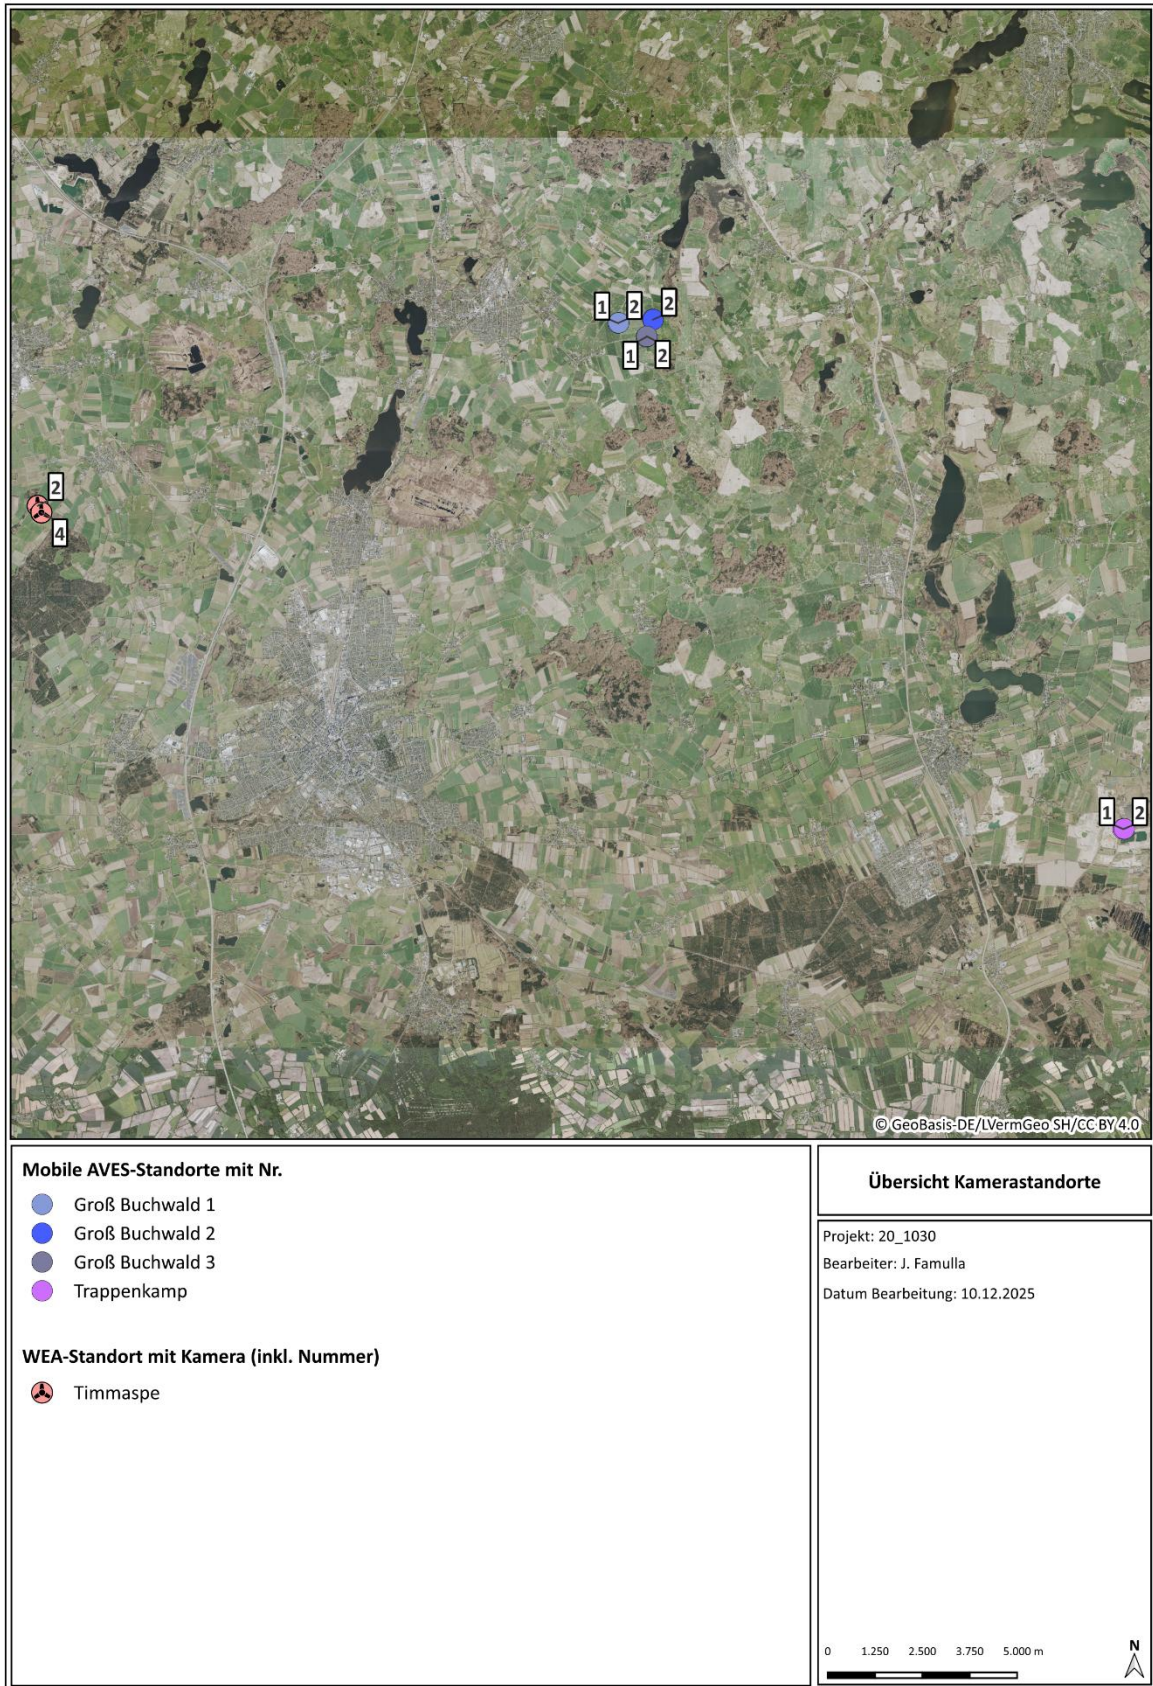 1 2 2
1 2
2
4
1 2
© GeoBasis-DE/LVermGeo SH/CC BY 4.0
Mobile AVES-Standorte mit Nr.
Groß Buchwald 1
Groß Buchwald 2
Groß Buchwald 3
Trappenkamp
WEA-Standort mit Kamera (inkl. Nummer)
Timmaspe
Übersicht Kamerastandorte
Projekt: 20_1030
Bearbeiter: J. Famulla
Datum Bearbeitung: 10.12.2025
0 1.250 2.500 3.750 5.000 m
N